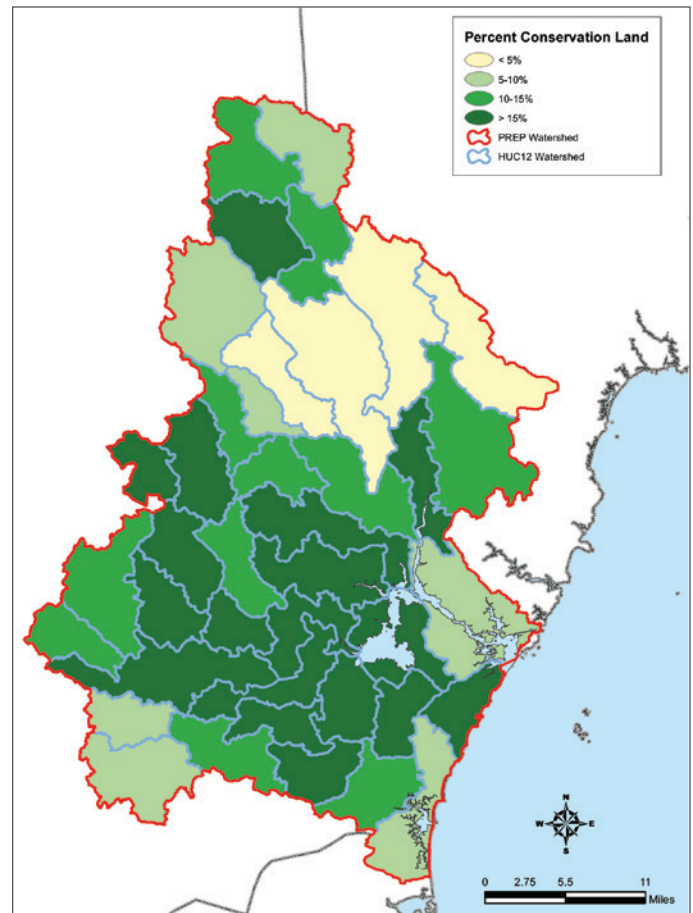 Percent Conservation Land
< 5%
5-10%
10-15%
> 15%
PREP Watershed
HUC12 Watershed
N
W E
S
0 2.75 5.5 11
Miles